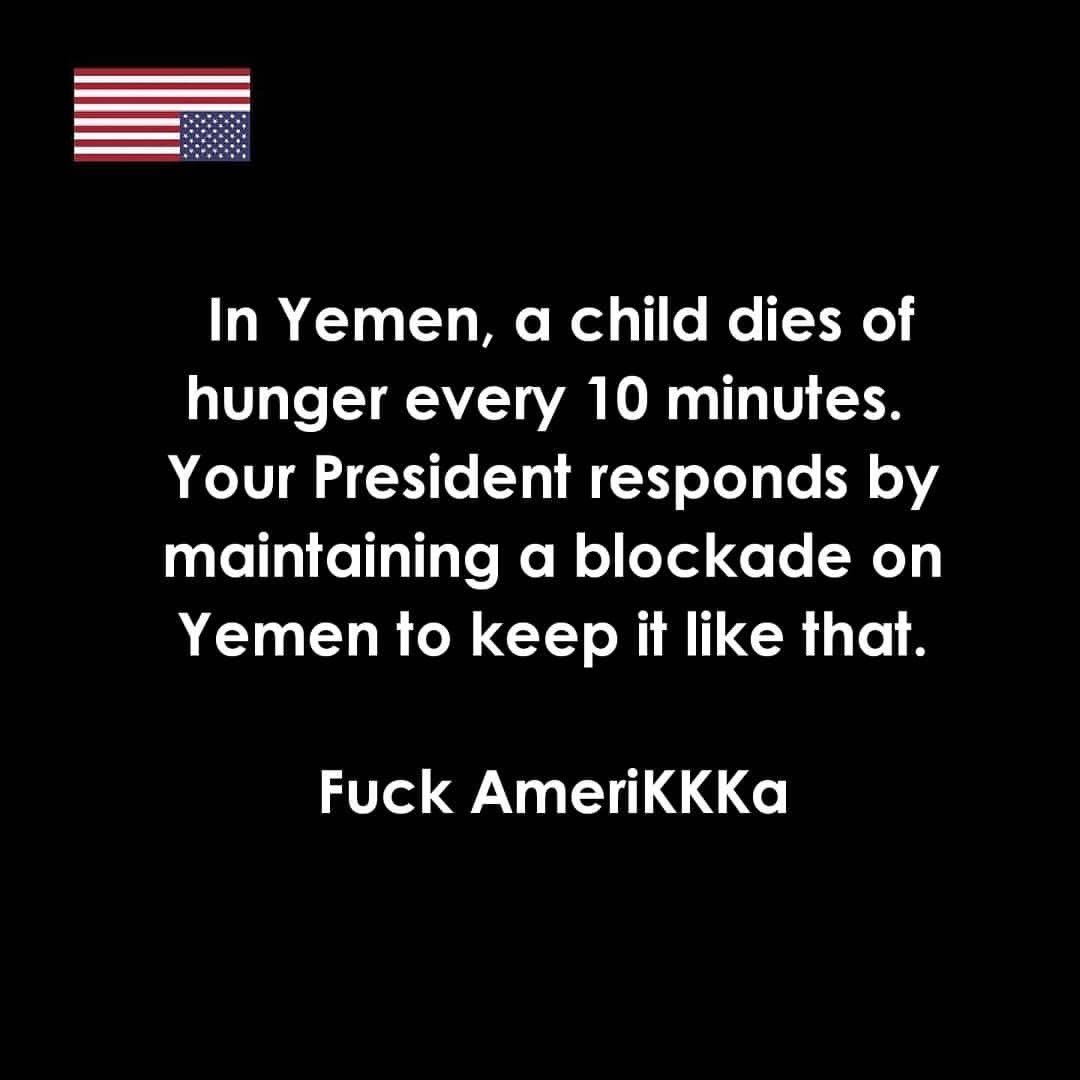 In Yemen, a child dies of
hunger every 10 minutes.
Your President responds by
maintaining a blockade on
Yemen to keep it like that.
Fuck AmeriKKKa